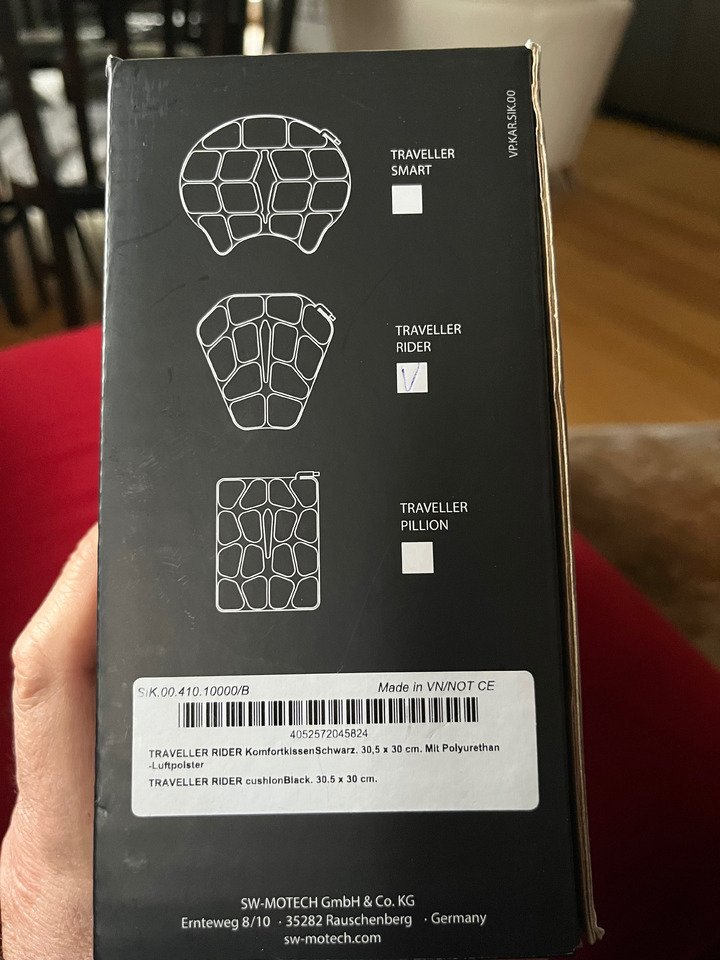 VP.KAR.SIK.00
TRAVELLER
SMART
TRAVELLER
RIDER
V
TRAVELLER
PILLION
SIK.00.410.10000/B Made in VN/NOT CE
4052572045824
TRAVELLER RIDER KomfortkissenSchwarz. 30,5 x 30 cm. Mit Polyurethan
-Luftpolster
TRAVELLER RIDER cushionBlack. 30.5 x 30 cm.
SW-MOTECH GmbH & Co. KG
Ernteweg 8/10 · 35282 Rauschenberg · Germany
sw-motech.com